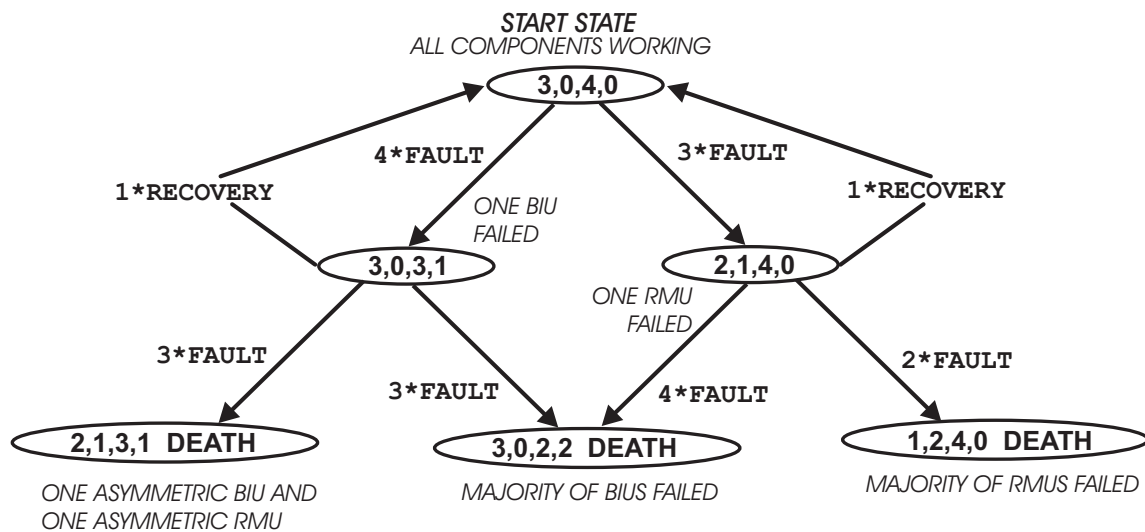 START STATE
ALL COMPONENTS WORKING
3,0,4,0
4*FAULT
3*FAULT
1*RECOVERY
1*RECOVERY
ONE BIU
FAILED
3,0,3,1
2,1,4,0
ONE RMU
FAILED
3*FAULT
3*FAULT
4*FAULT
2*FAULT
2,1,3,1 DEATH
3,0,2,2 DEATH
1,2,4,0 DEATH
ONE ASYMMETRIC BIU AND
ONE ASYMMETRIC RMU
MAJORITY OF BIUS FAILED
MAJORITY OF RMUS FAILED